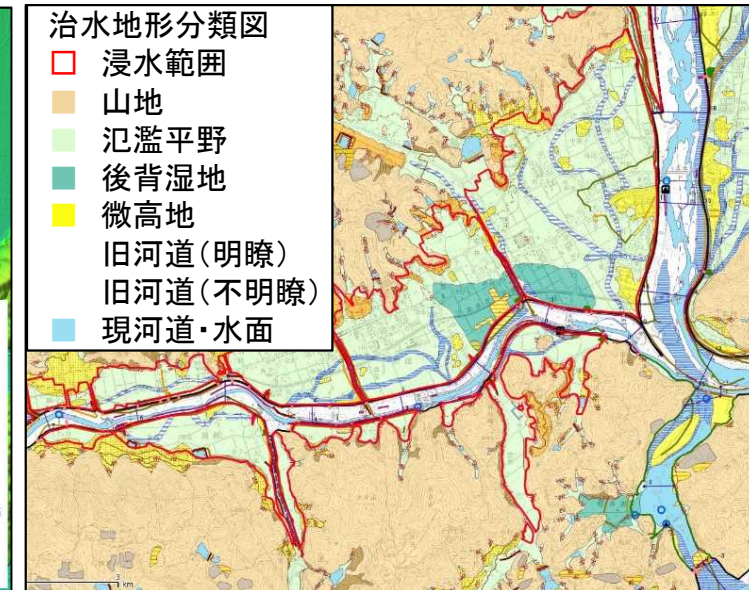 治水地形分類図
浸水範囲
山地
氾濫平野
後背湿地
微高地
旧河道(明瞭)
旧河道(不明瞭)
現河道・水面
3
km